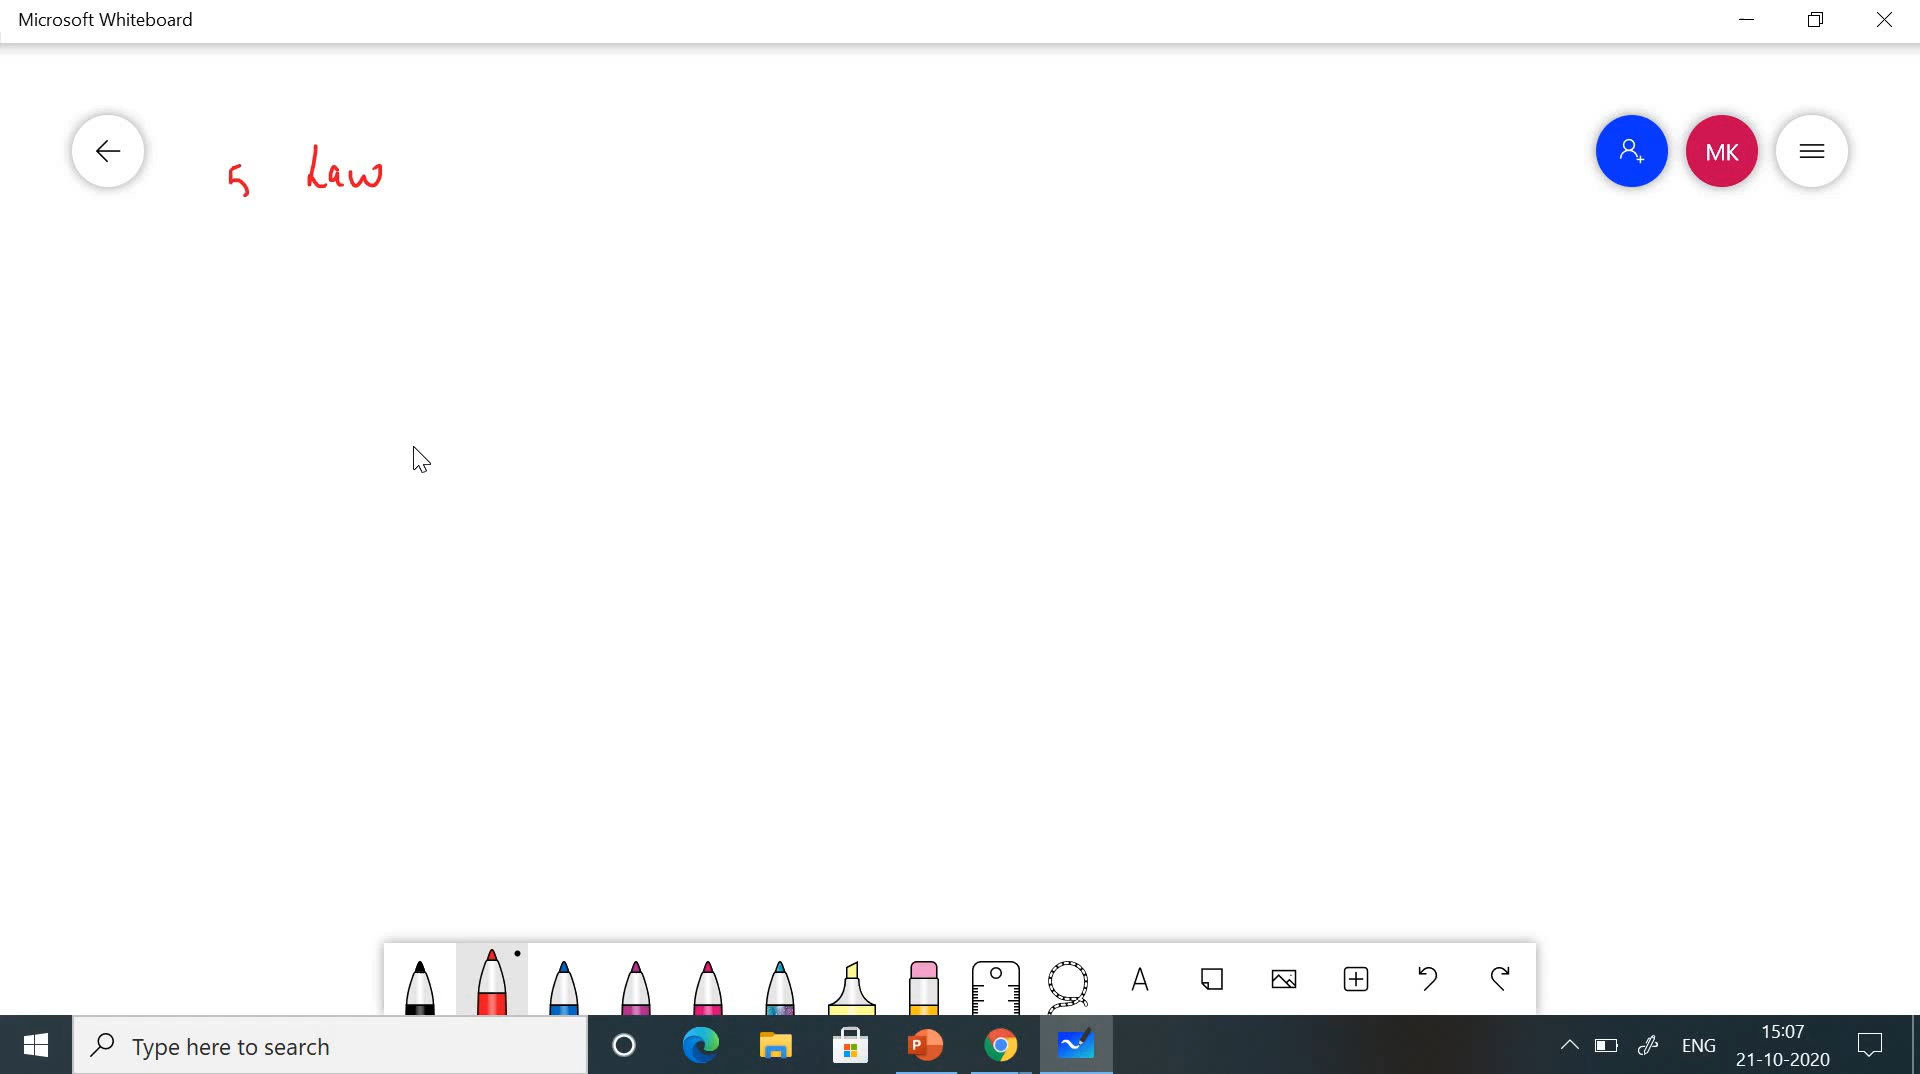 Microsoft Whiteboard
5 Law
MK
A
Type here to search
P
ENG
15:07
21-10-2020